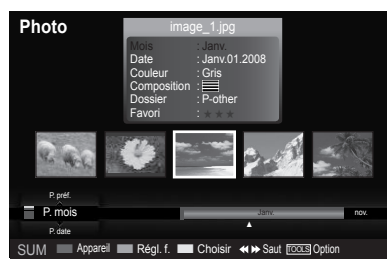 Photo
image_1.jpg
Mois : Janv.
Date : Janv.01.2008
Couleur : Gris
Composition :
Dossier : P-other
Favori : ★★★
P. préf.
P. mois
Janv.
nov.
P. date
SUM Appareil Régl. f. Choisir Saut TOOLS Option